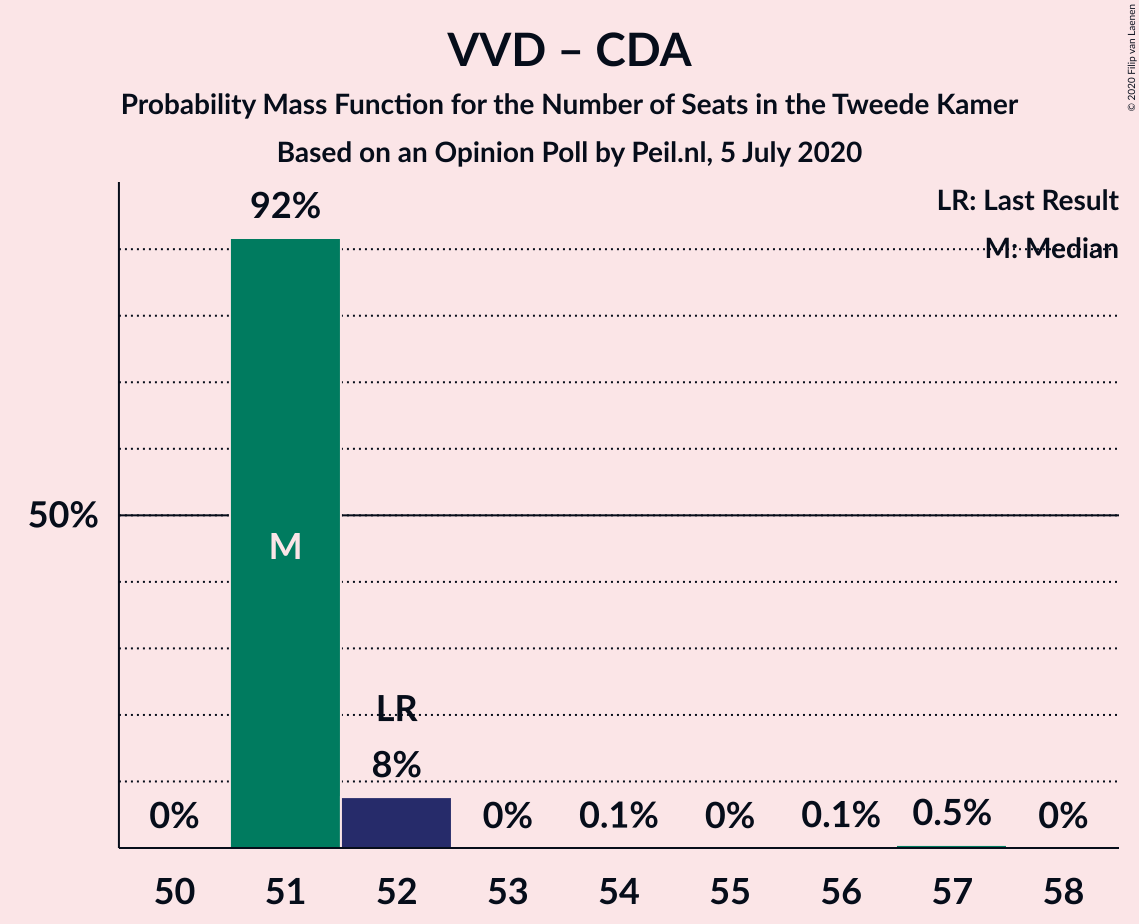 VVD – CDA
Probability Mass Function for the Number of Seats in the Tweede Kamer
Based on an Opinion Poll by Peil.nl, 5 July 2020
© 2020 Filip van Laenen
LR: Last Result
M: Median
92%
50%
M
LR
8%
0%
0%
0.1%
0%
0.1%
0.5%
0%
50 51 52 53 54 55 56 57 58